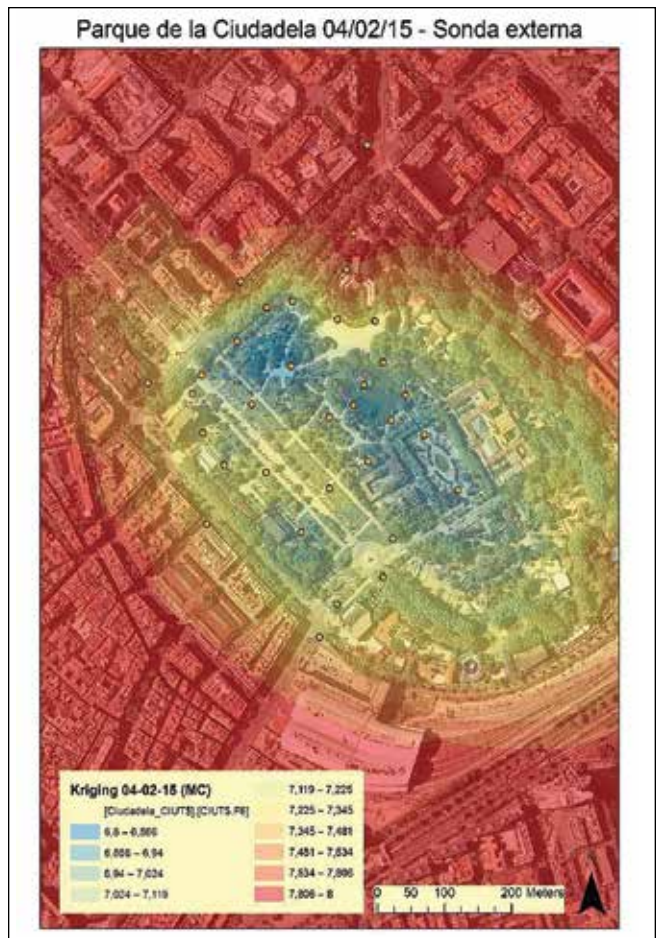 Parque de la Ciudadela 04/02/15 - Sonda externa
Kriging 04-02-15 (MC)
[Ciudadela_CIUTS].[CIUTS.F6]
6,8 – 6,866
6,866 – 6,94
6,94 – 7,024
7,024 – 7,119
7,119 – 7,225
7,225 – 7,345
7,345 – 7,481
7,481 – 7,634
7,634 – 7,806
7,806 – 8
0 50 100 200 Meters